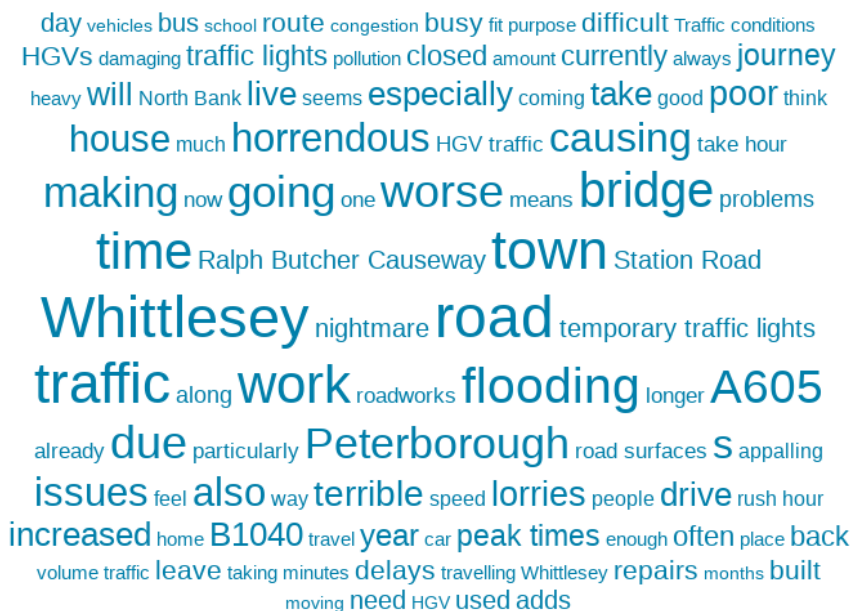 day vehicles bus school route congestion busy fit purpose difficult Traffic conditions
HGVs damaging traffic lights pollution closed amount currently always journey
heavy will North Bank live seems especially coming take good poor think
house much horrendous HGV traffic causing take hour
making now going one worse means bridge problems
time Ralph Butcher Causeway town Station Road
Whittlesey nightmare road temporary traffic lights
traffic along work roadworks flooding longer A605
already due particularly Peterborough road surfaces s appalling
issues feel also way terrible speed lorries people drive rush hour
increased home B1040 travel year car peak times enough often place back
volume traffic leave taking minutes delays travelling Whittlesey repairs months built
moving need HGV used adds